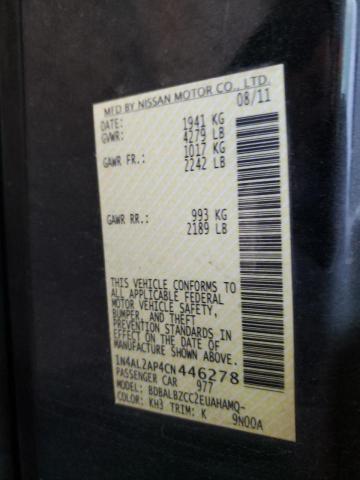 MFD BY NISSAN MOTOR CO., LTD.
DATE: 08/11
GVWR: 1941 KG
4279 LB
GAWR FR.: 1017 KG
2242 LB
GAWR RR.: 993 KG
2189 LB
THIS VEHICLE CONFORMS TO
ALL APPLICABLE FEDERAL
MOTOR VEHICLE SAFETY,
BUMPER, AND THEFT
PREVENTION STANDARDS IN
EFFECT ON THE DATE OF
MANUFACTURE SHOWN ABOVE.
1N4AL2AP4CN446278
PASSENGER CAR 977
MODEL: BDBALBZCC2EUAHAMQ-
COLOR: KH3 TRIM: K 9N00A